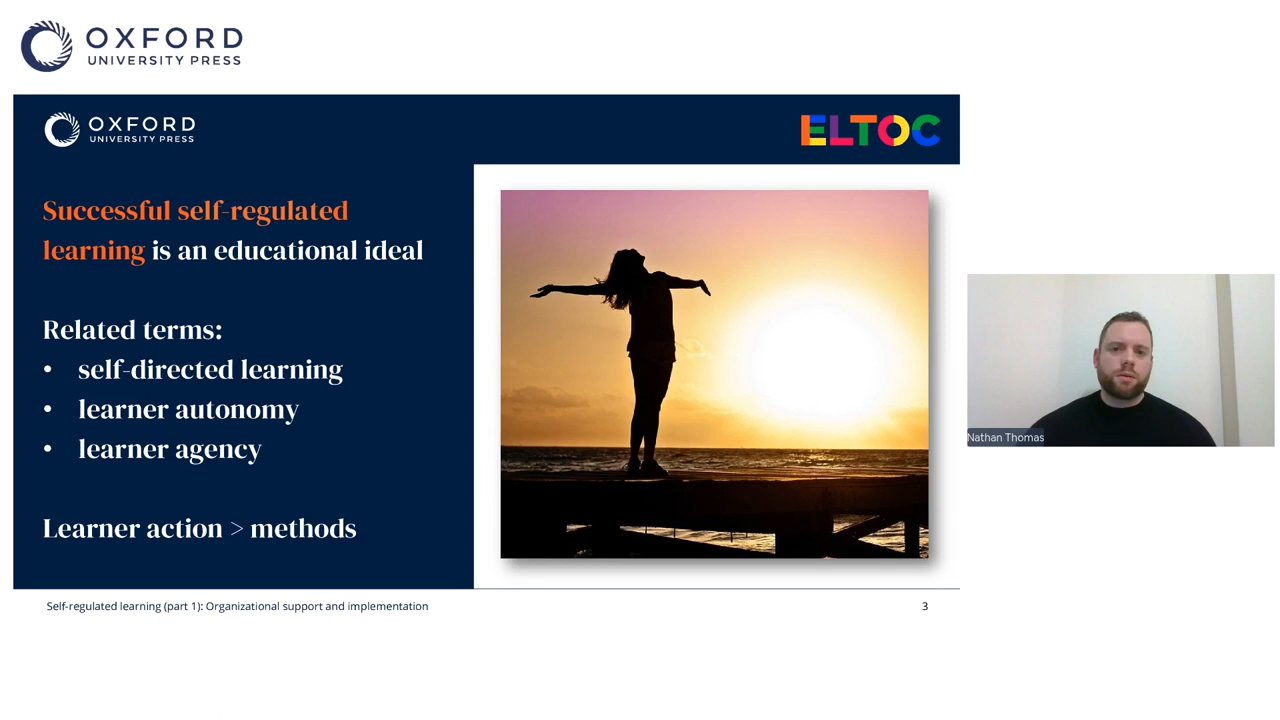 OXFORD
UNIVERSITY PRESS
OXFORD
UNIVERSITY PRESS
ELTOC
Successful self-regulated
learning is an educational ideal
Related terms:
• self-directed learning
• learner autonomy
• learner agency
Learner action > methods
Nathan Thomas
Self-regulated learning (part 1): Organizational support and implementation
3